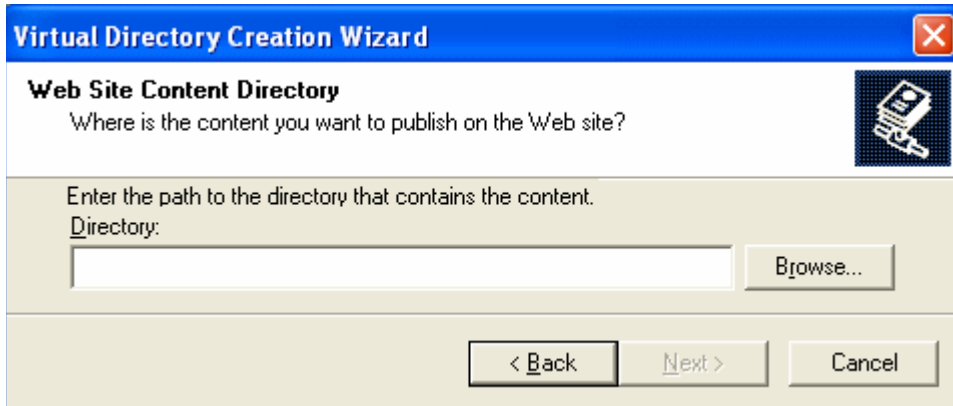 Virtual Directory Creation Wizard
Web Site Content Directory
Where is the content you want to publish on the Web site?
Enter the path to the directory that contains the content.
Directory:
Browse...
< Back Next > Cancel